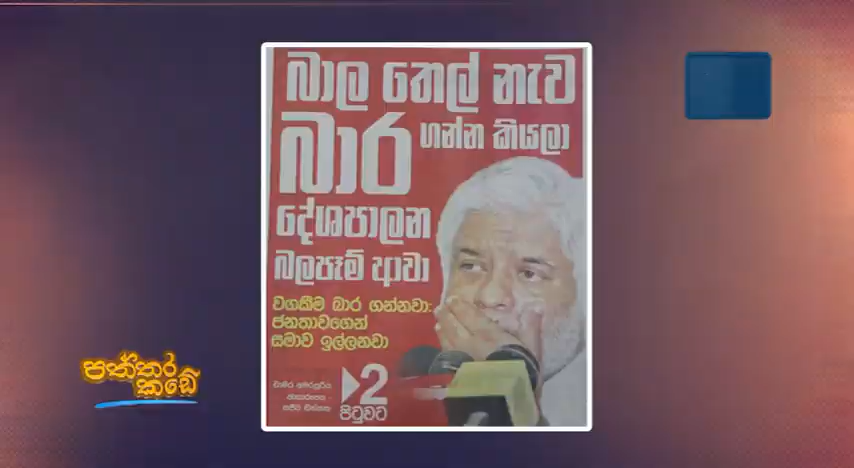 බාල තෙල් නැව
බාර ගන්න කියලා
දේශපාලන
බලපෑම් ආවා
වගකීම බාර ගන්නවා:
ජනතාවගෙන්
සමාව ඉල්ලනවා
2
පිටුවට
පත්තර
කඩේ